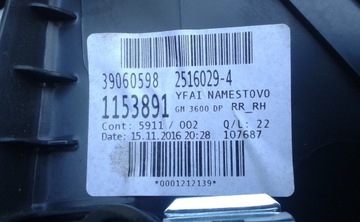 39060598 2516029-4
1153891 YFAI NAMESTOVO
GM 3600 DP RR_RH
Cont: 5911 / 002 Q/L: 22
Date: 15.11.2016 20:28 107687
*0001212139*